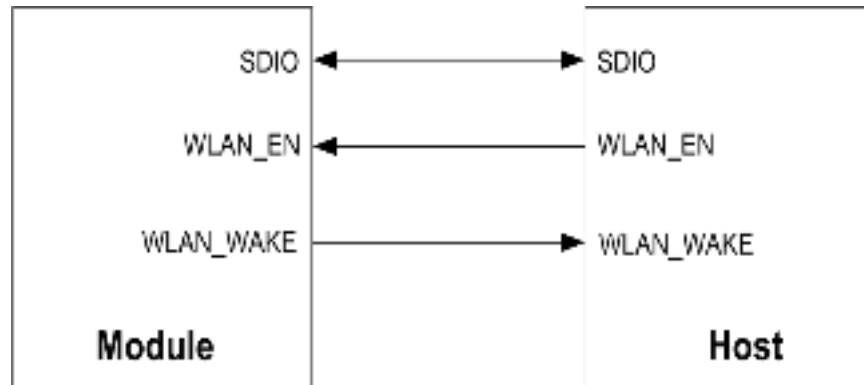 SDIO SDIO
WLAN_EN WLAN_EN
WLAN_WAKE WLAN_WAKE
Module Host